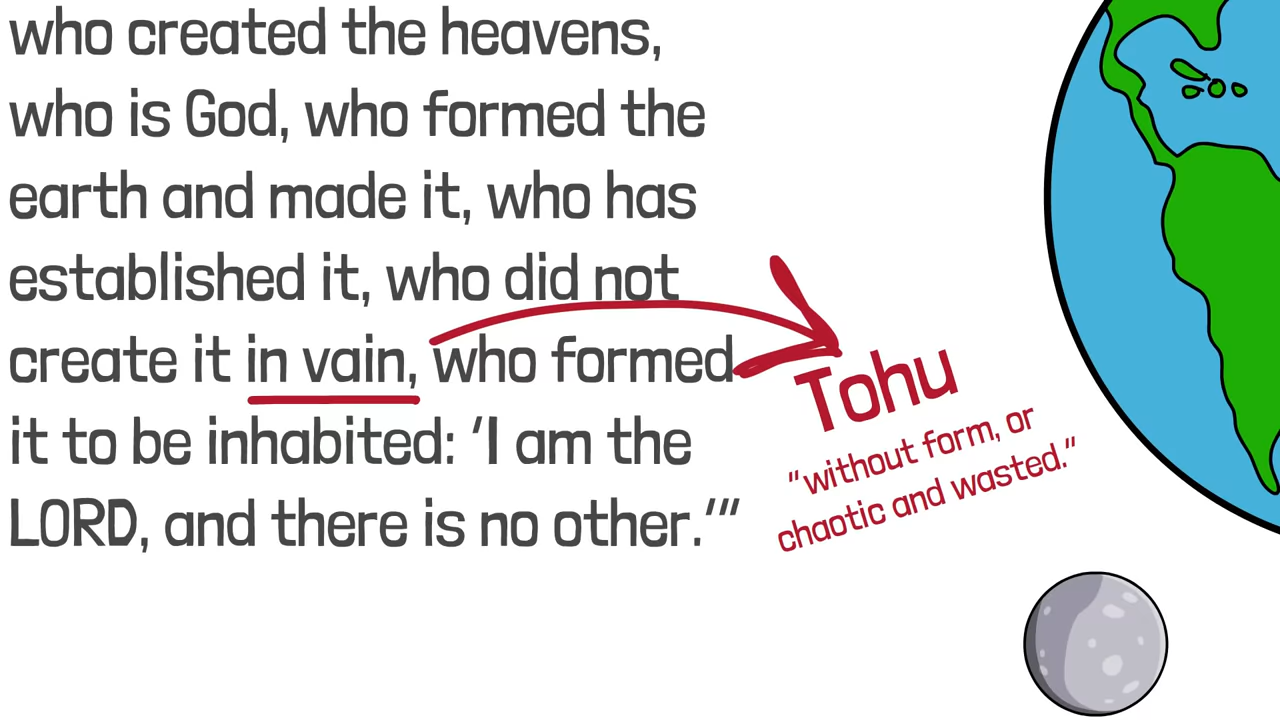 who created the heavens,
who is God, who formed the
earth and made it, who has
established it, who did not
create it in vain, who formed
it to be inhabited: ‘I am the
LORD, and there is no other.’”
Tohu
“without form, or
chaotic and wasted.”